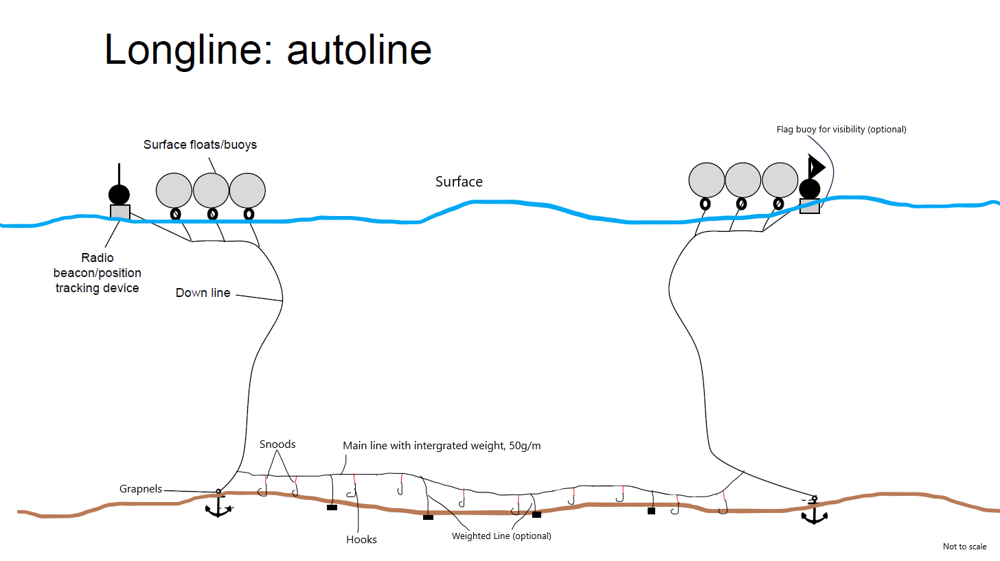 Longline: autoline
Flag buoy for visibility (optional)
Surface floats/buoys
Surface
Radio
beacon/position
tracking device
Down line
Snoods
Main line with intergrated weight, 50g/m
Grapnels
Weighted Line (optional)
Hooks
Not to scale